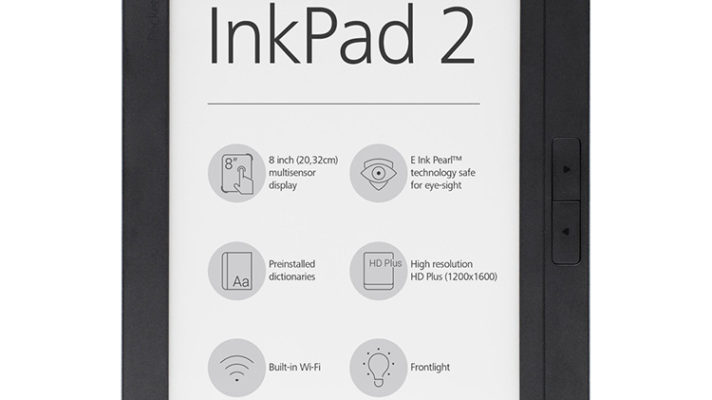 InkPad 2
8"
8 inch (20,32cm)
multisensor
display
E Ink Pearl™
technology safe
for eye-sight
Aa
Preinstalled
dictionaries
HD Plus
High resolution
HD Plus (1200x1600)
Built-in Wi-Fi
Frontlight